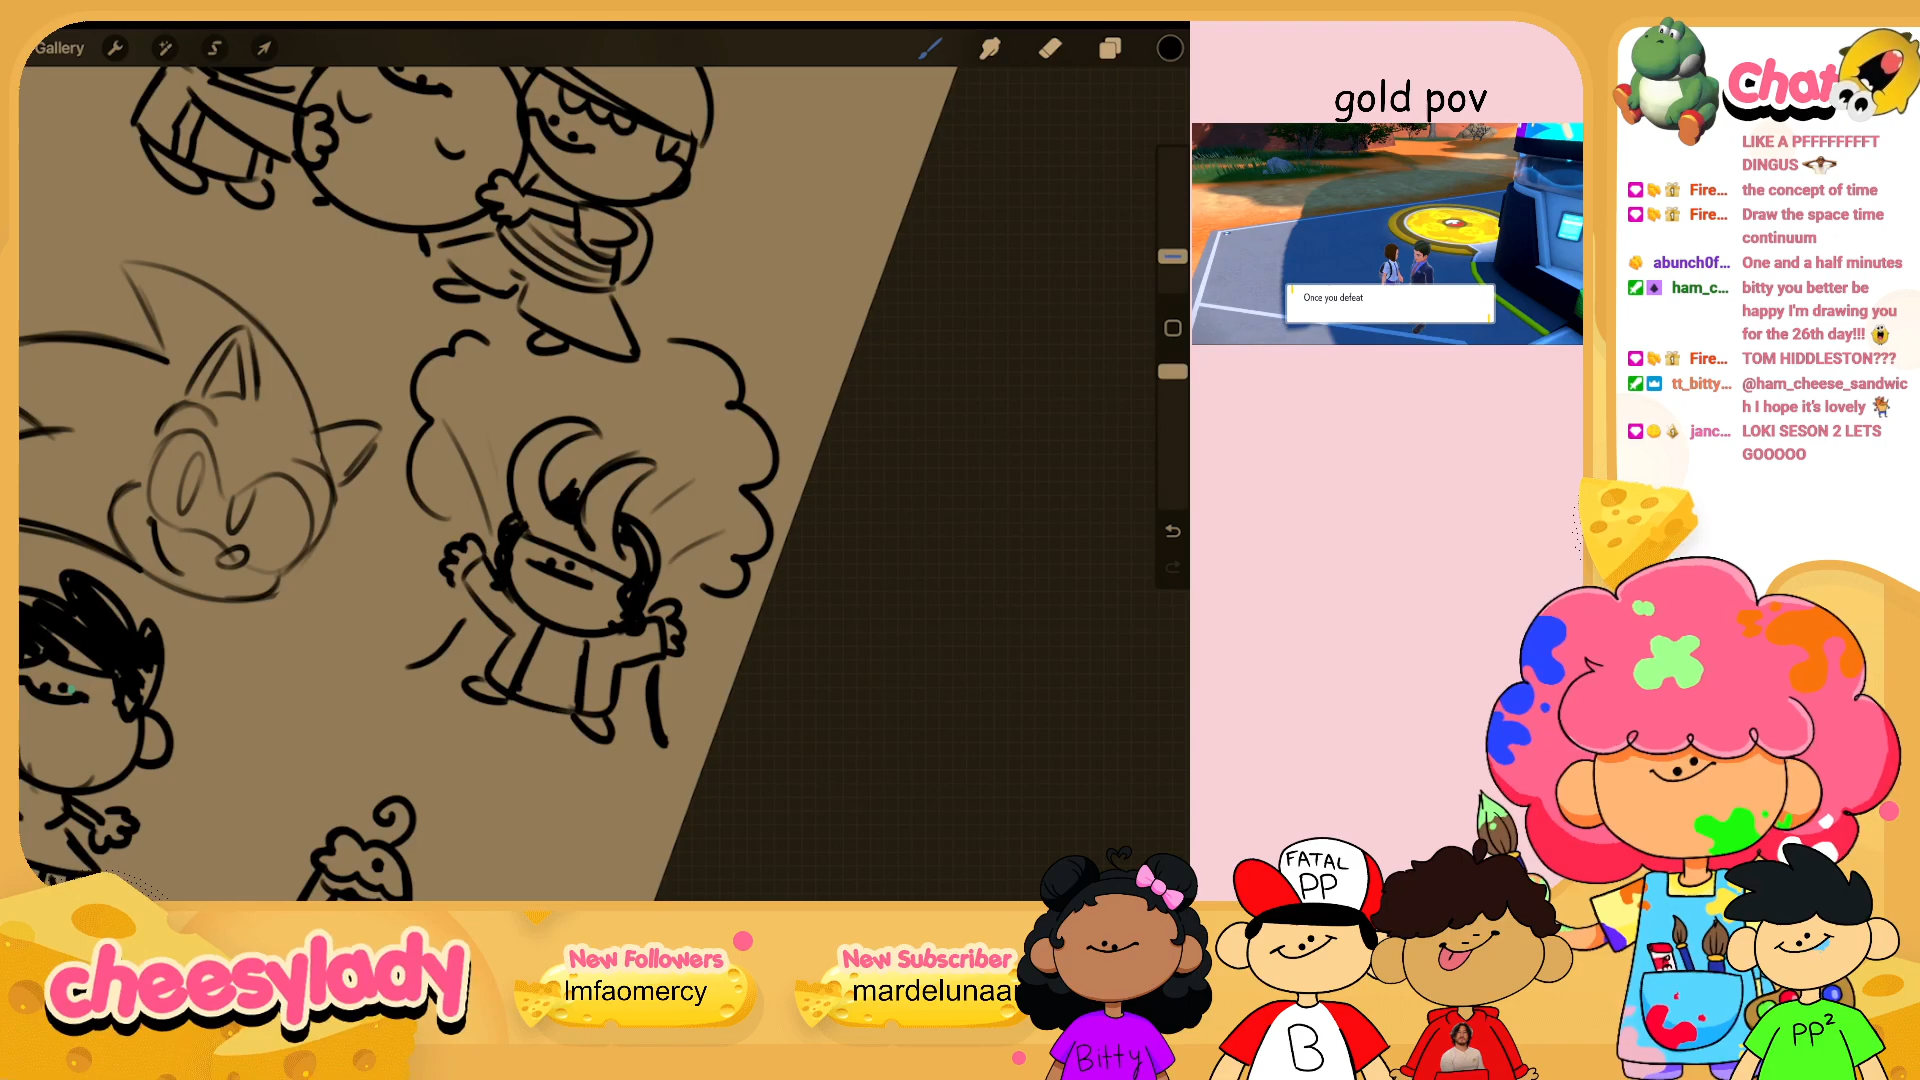 Gallery
gold pov
Once you defeat
Chat
LIKE A PFFFFFFFFT
DINGUS
Fire... the concept of time
Fire... Draw the space time
continuum
abunch0f... One and a half minutes
ham_c... bitty you better be
happy I'm drawing you
for the 26th day!!!
Fire... TOM HIDDLESTON???
tt_bitty... @ham_cheese_sandwic
h I hope it's lovely
janc... LOKI SESON 2 LETS
GOOOOO
cheesylady
New Followers
lmfaomercy
New Subscriber
mardelunaa
FATAL
PP
Bitty
B
PP²